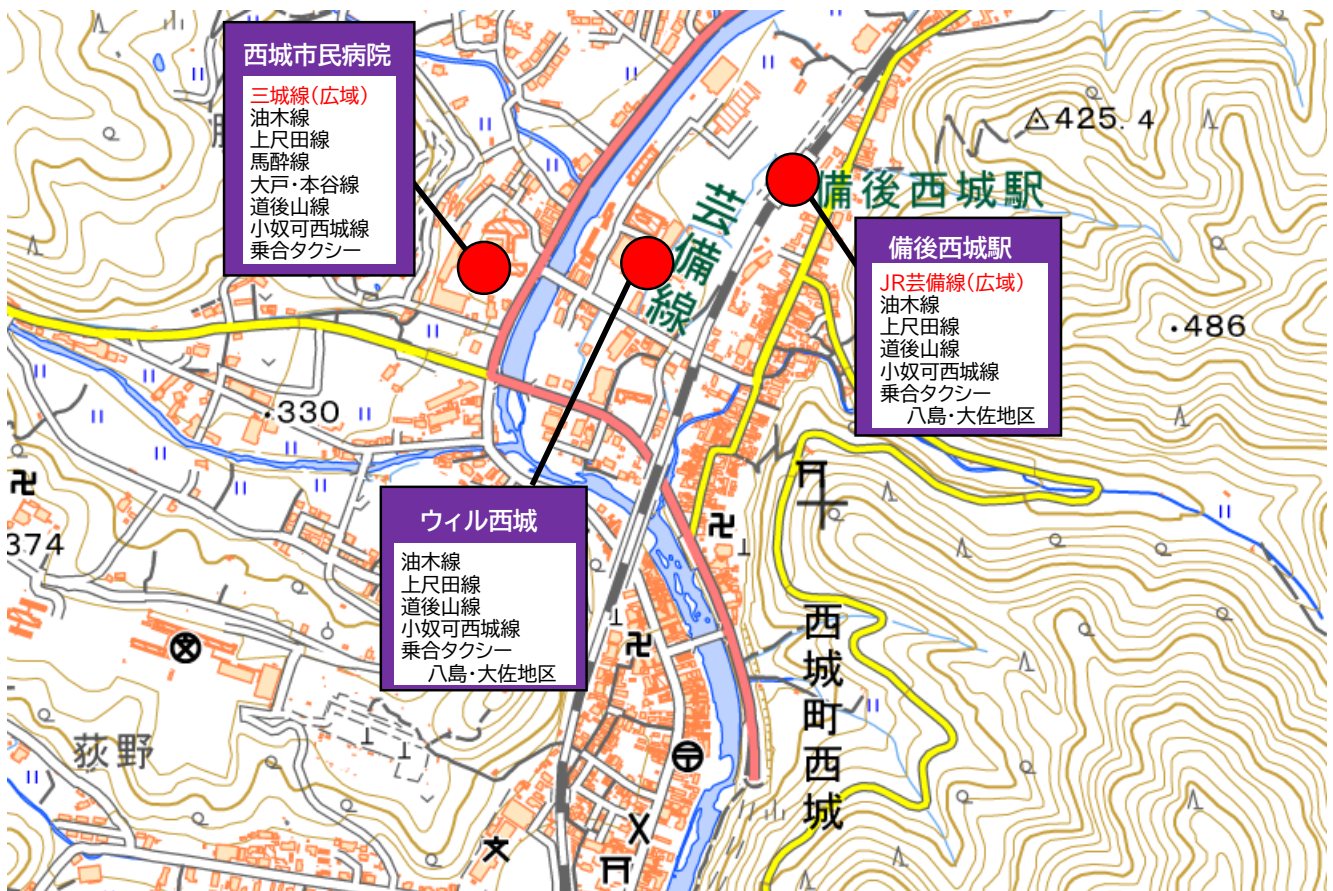 西城市民病院
三城線(広域)
油木線
上尺田線
馬酔線
大戸・本谷線
道後山線
小奴可西城線
乗合タクシー
425.4
備後西城駅
芸備線
備後西城駅
JR芸備線(広域)
油木線
上尺田線
道後山線
小奴可西城線
乗合タクシー
八島・大佐地区
486
330
374
ウィル西城
油木線
上尺田線
道後山線
小奴可西城線
乗合タクシー
八島・大佐地区
西城町西城
荻野